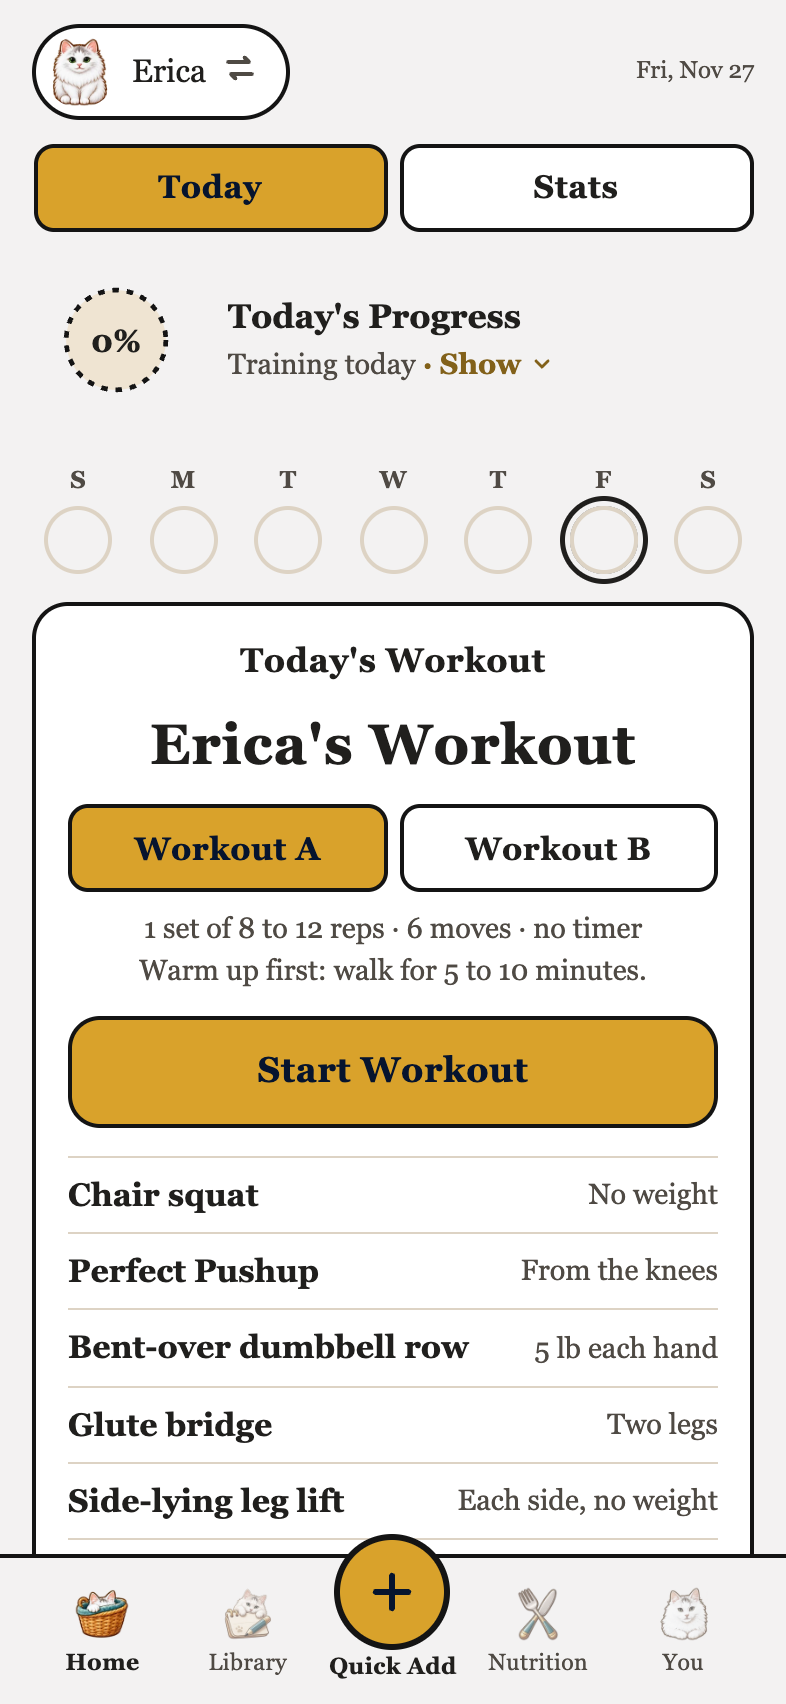 Erica
Fri, Nov 27
Today
Stats
0%
Today's Progress
Training today · Show
S M T W T F S
Today's Workout
Erica's Workout
Workout A
Workout B
1 set of 8 to 12 reps · 6 moves · no timer
Warm up first: walk for 5 to 10 minutes.
Start Workout
Chair squat No weight
Perfect Pushup From the knees
Bent-over dumbbell row 5 lb each hand
Glute bridge Two legs
Side-lying leg lift Each side, no weight
Home
Library
Quick Add
Nutrition
You